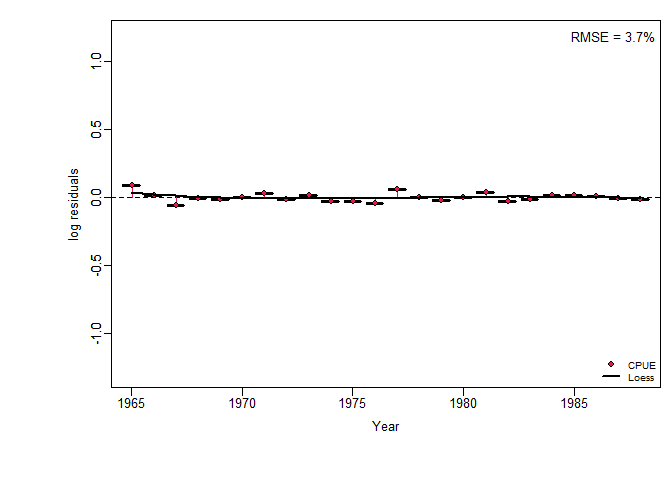 RMSE = 3.7%
1.0
0.5
0.0
-0.5
-1.0
log residuals
CPUE
Loess
1965 1970 1975 1980 1985
Year